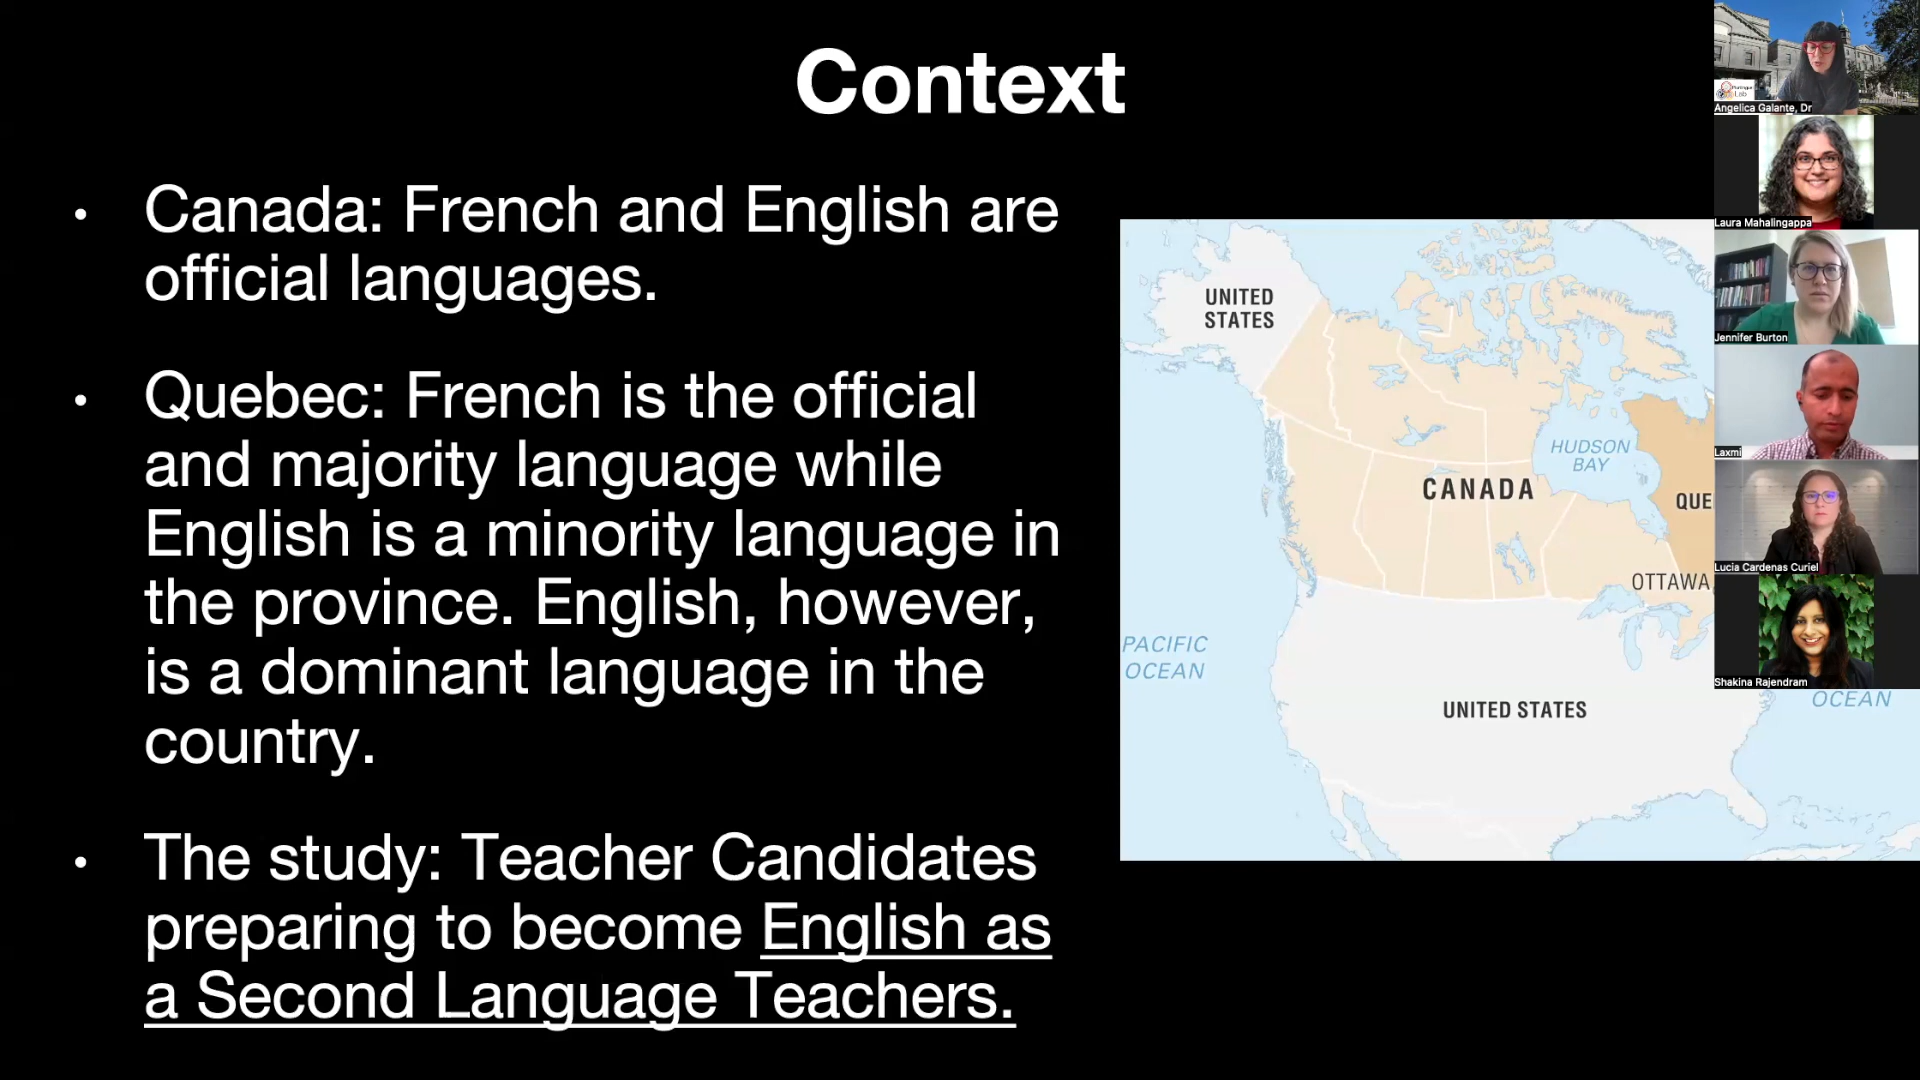 Context
• Canada: French and English are
official languages.
• Quebec: French is the official
and majority language while
English is a minority language in
the province. English, however,
is a dominant language in the
country.
• The study: Teacher Candidates
preparing to become English as
a Second Language Teachers.
UNITED
STATES
HUDSON
BAY
CANADA
QUE
OTTAWA
PACIFIC
OCEAN
UNITED STATES
OCEAN
Lab
Angelica Galante, Dr
Laura Mahalingappa
Jennifer Burton
Laxmi
Lucia Cardenas Curiel
Shakina Rajendram